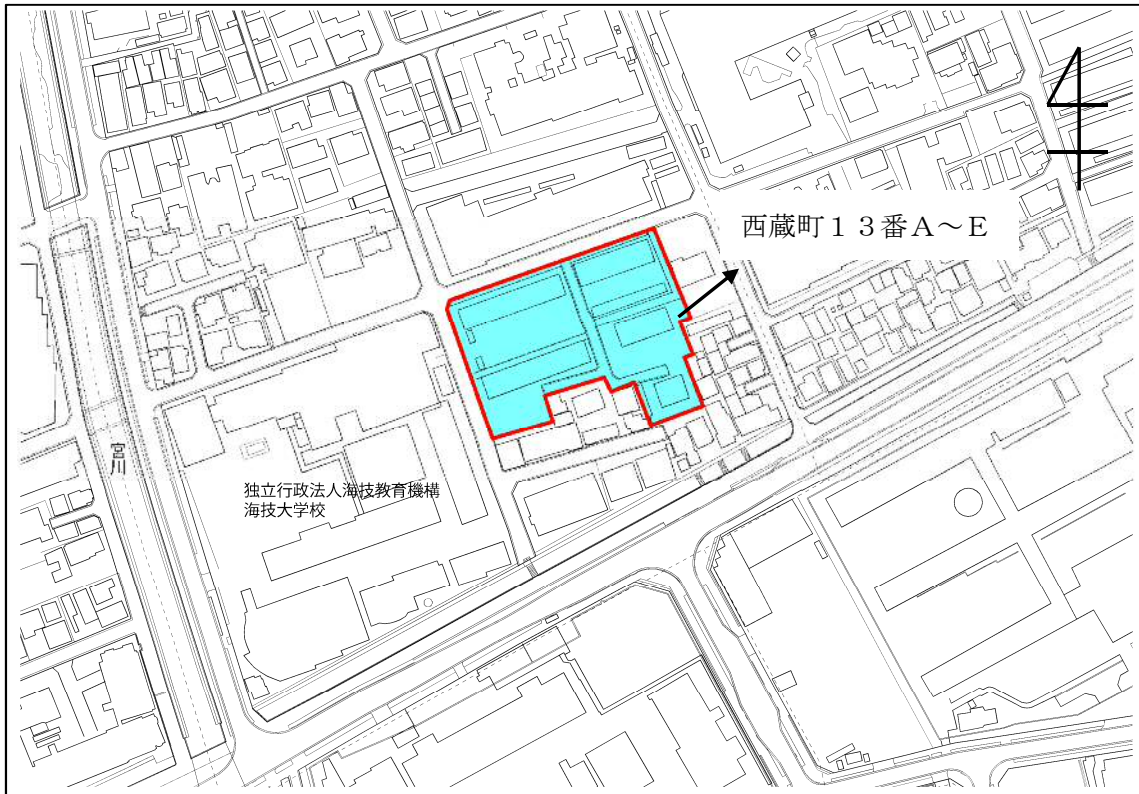 西蔵町１３番Ａ～Ｅ
宮川
独立行政法人海技教育機構
海技大学校